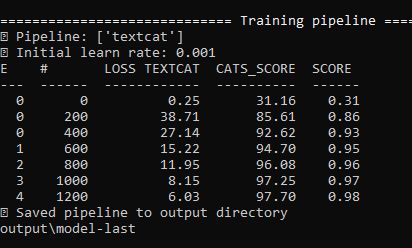 ============================= Training pipeline ====
Pipeline: ['textcat']
Initial learn rate: 0.001
E    #       LOSS TEXTCAT  CATS_SCORE  SCORE
---  ------  ------------  ----------  ------
  0       0          0.25       31.16    0.31
  0     200         38.71       85.61    0.86
  0     400         27.14       92.62    0.93
  1     600         15.22       94.70    0.95
  2     800         11.95       96.08    0.96
  3    1000          8.15       97.25    0.97
  4    1200          6.03       97.70    0.98
Saved pipeline to output directory
output\model-last